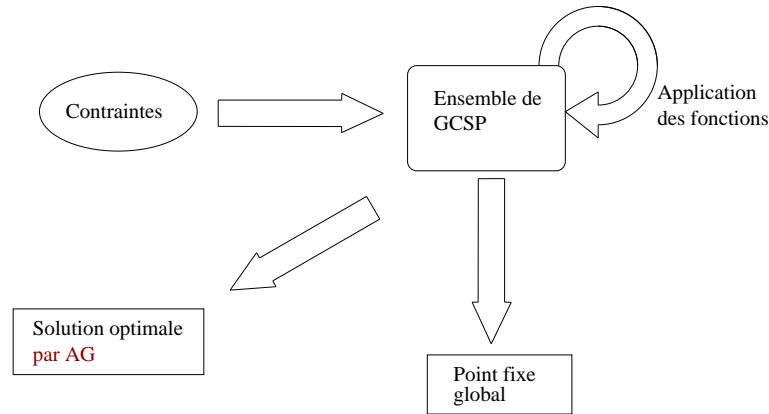 Contraintes
Ensemble de
GCSP
Application
des fonctions
Solution optimale
par AG
Point fixe
global